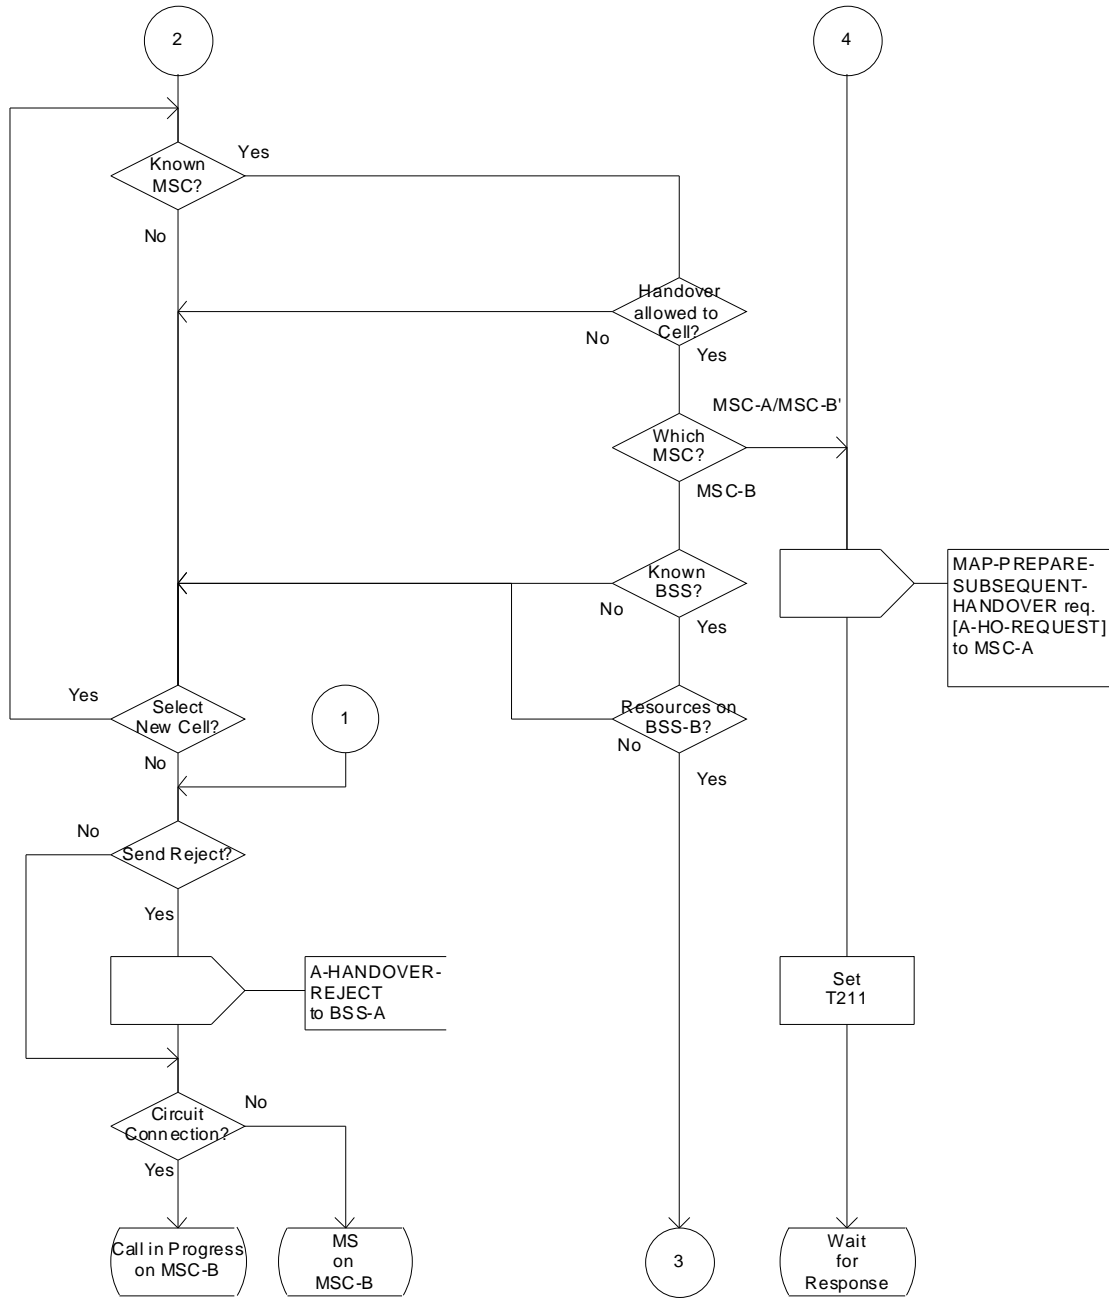 2
4
Known
MSC?
Yes
No
Handover
allowed to
Cell?
No
Yes
MSC-A/MSC-B'
Which
MSC?
MSC-B
Known
BSS?
No
Yes
MAP-PREPARE-
SUBSEQUENT-
HANDOVER req.
[A-HO-REQUEST]
to MSC-A
Yes
Select
New Cell?
No
1
Resources on
BSS-B?
No
Yes
No
Send Reject?
Yes
A-HANDOVER-
REJECT
to BSS-A
Set
T211
Circuit
Connection?
No
Yes
Call in Progress
on MSC-B
MS
on
MSC-B
3
Wait
for
Response